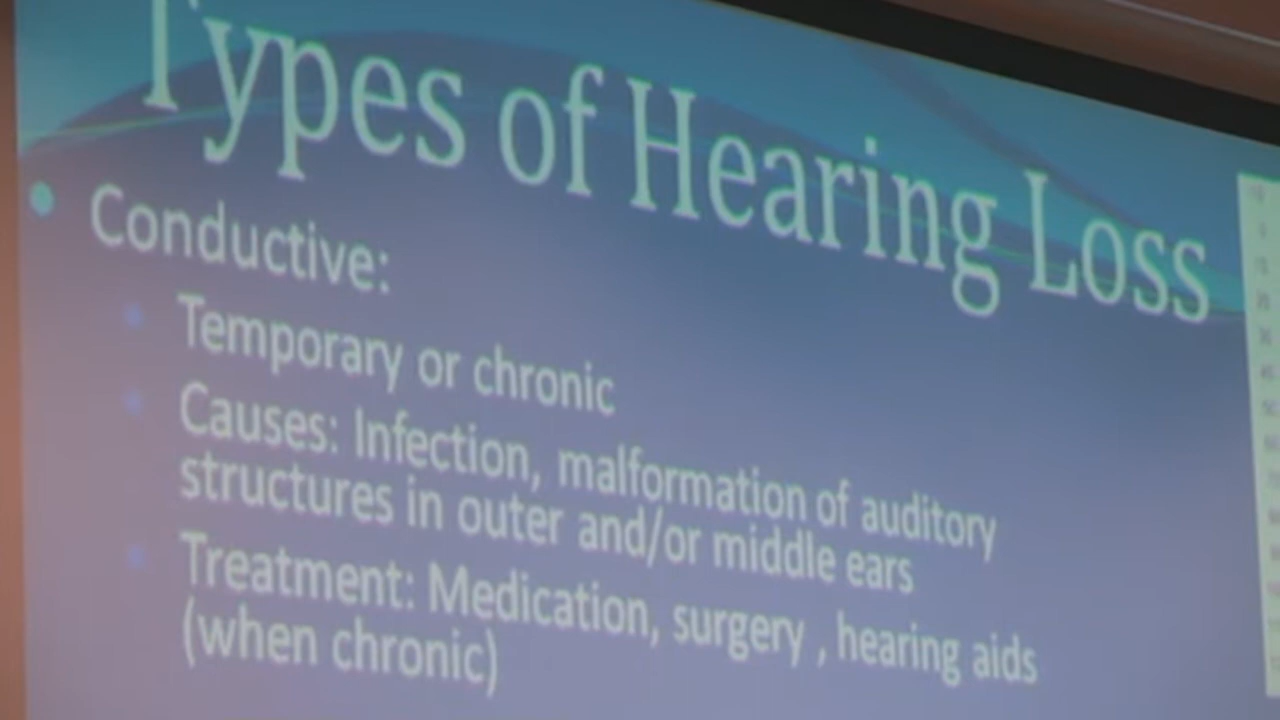 Types of Hearing Loss
Conductive:
Temporary or chronic
Causes: Infection, malformation of auditory
structures in outer and/or middle ears
Treatment: Medication, surgery , hearing aids
(when chronic)